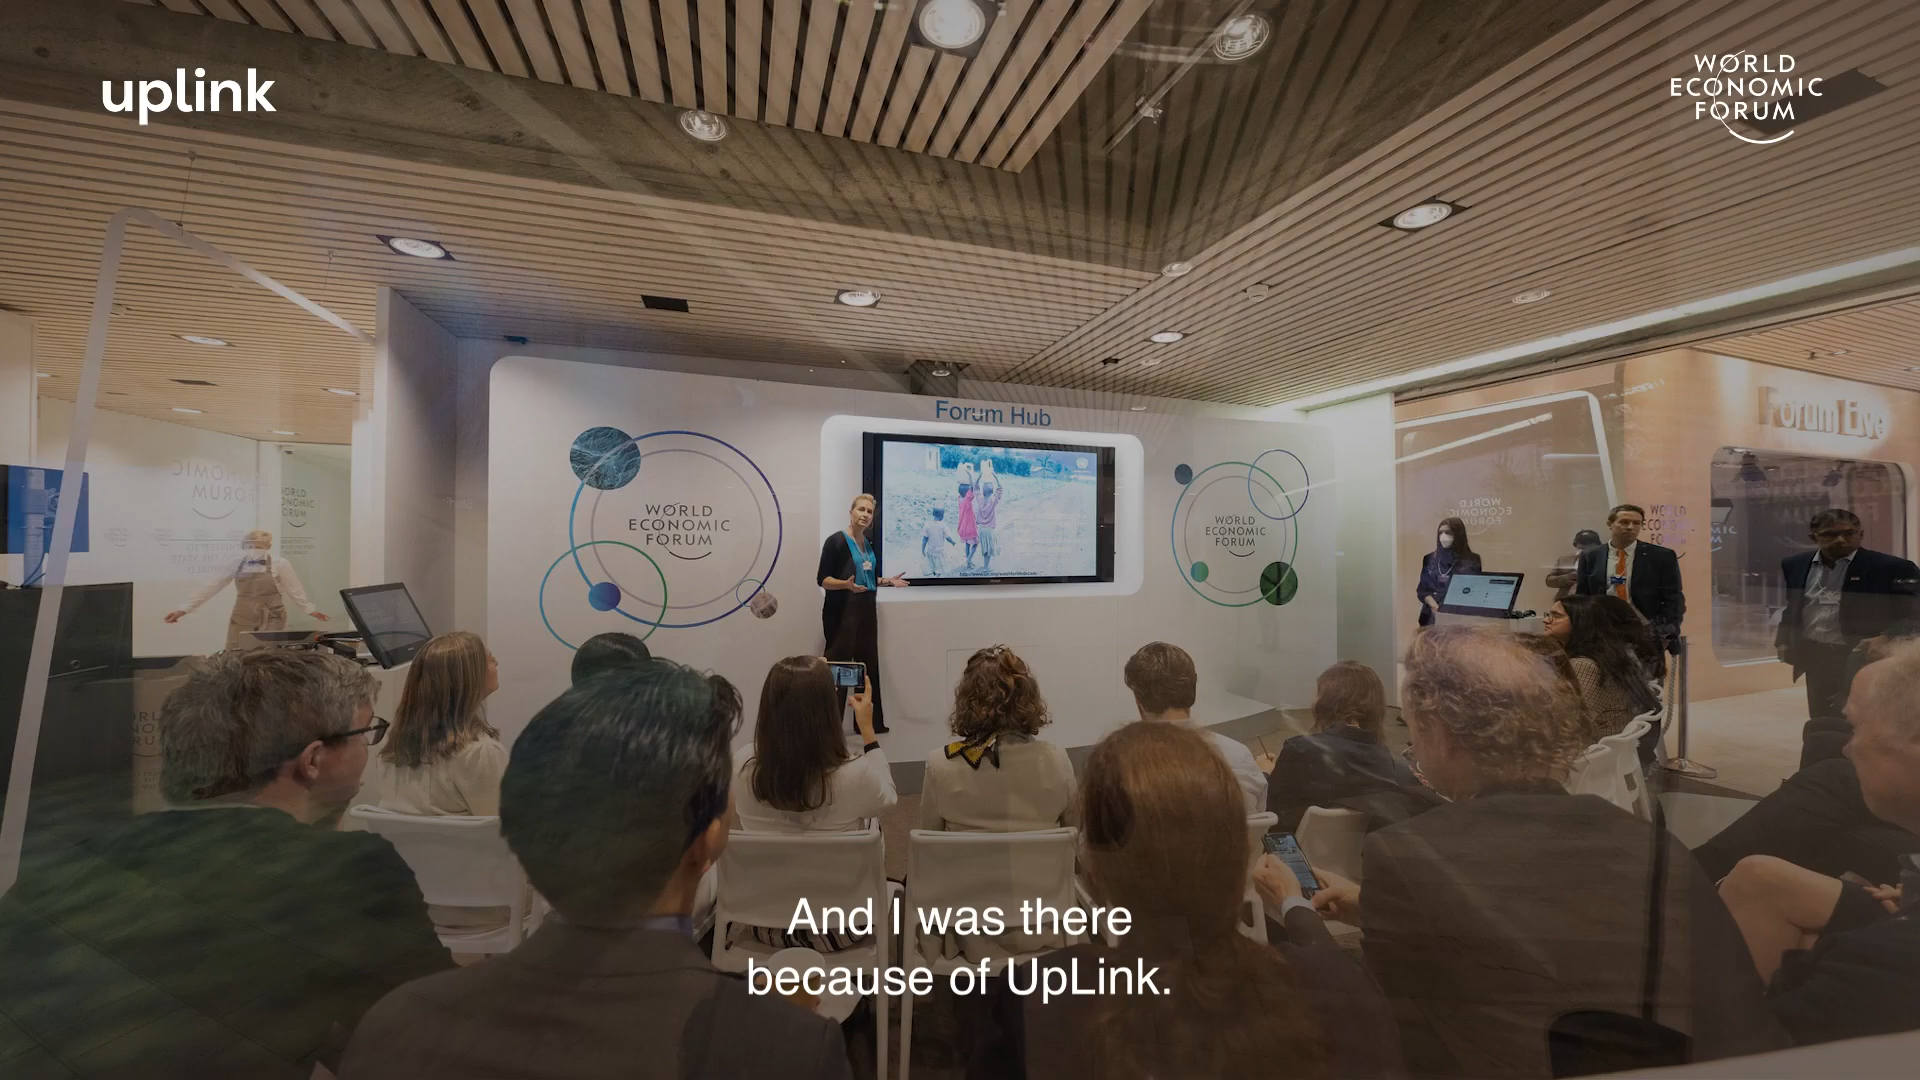 uplink
WORLD
ECONOMIC
FORUM
Forum Hub
WORLD
ECONOMIC
FORUM
WORLD
ECONOMIC
FORUM
Forum Live
And I was there
because of UpLink.